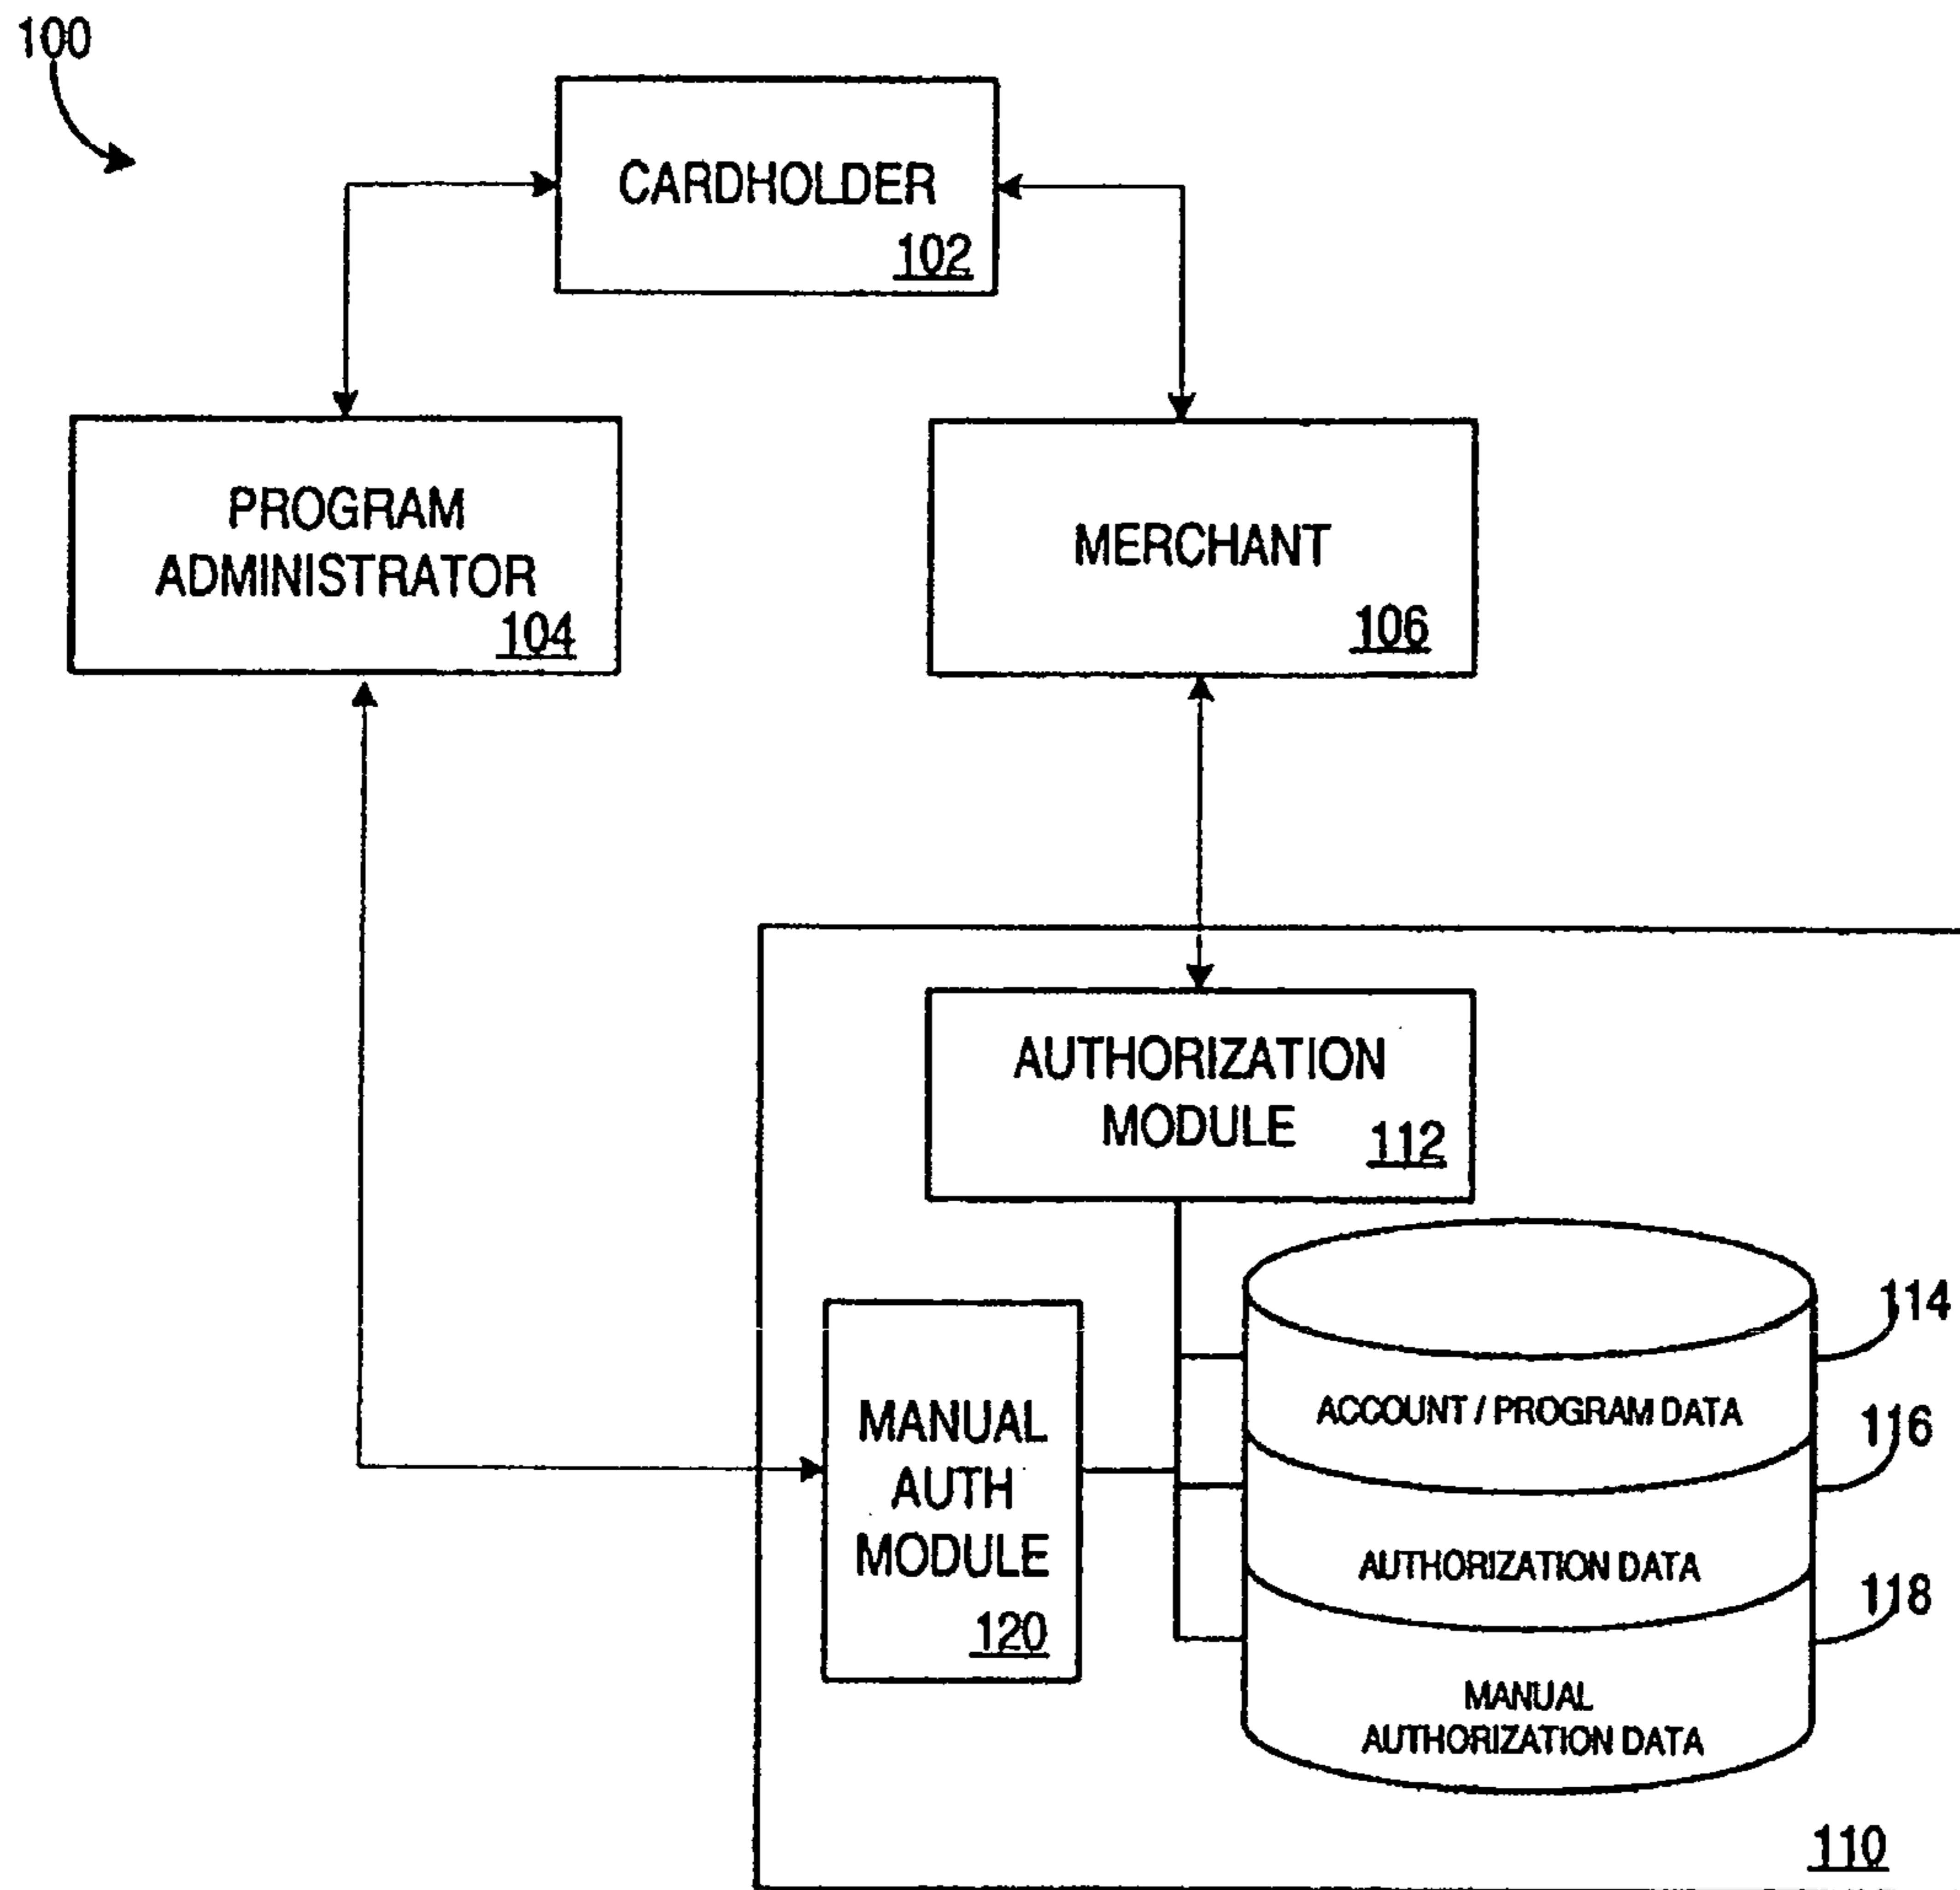 100
CARDHOLDER
102
PROGRAM
ADMINISTRATOR
104
MERCHANT
106
AUTHORIZATION
MODULE
112
MANUAL
AUTH
MODULE
120
114
ACCOUNT / PROGRAM DATA
116
AUTHORIZATION DATA
118
MANUAL
AUTHORIZATION DATA
110